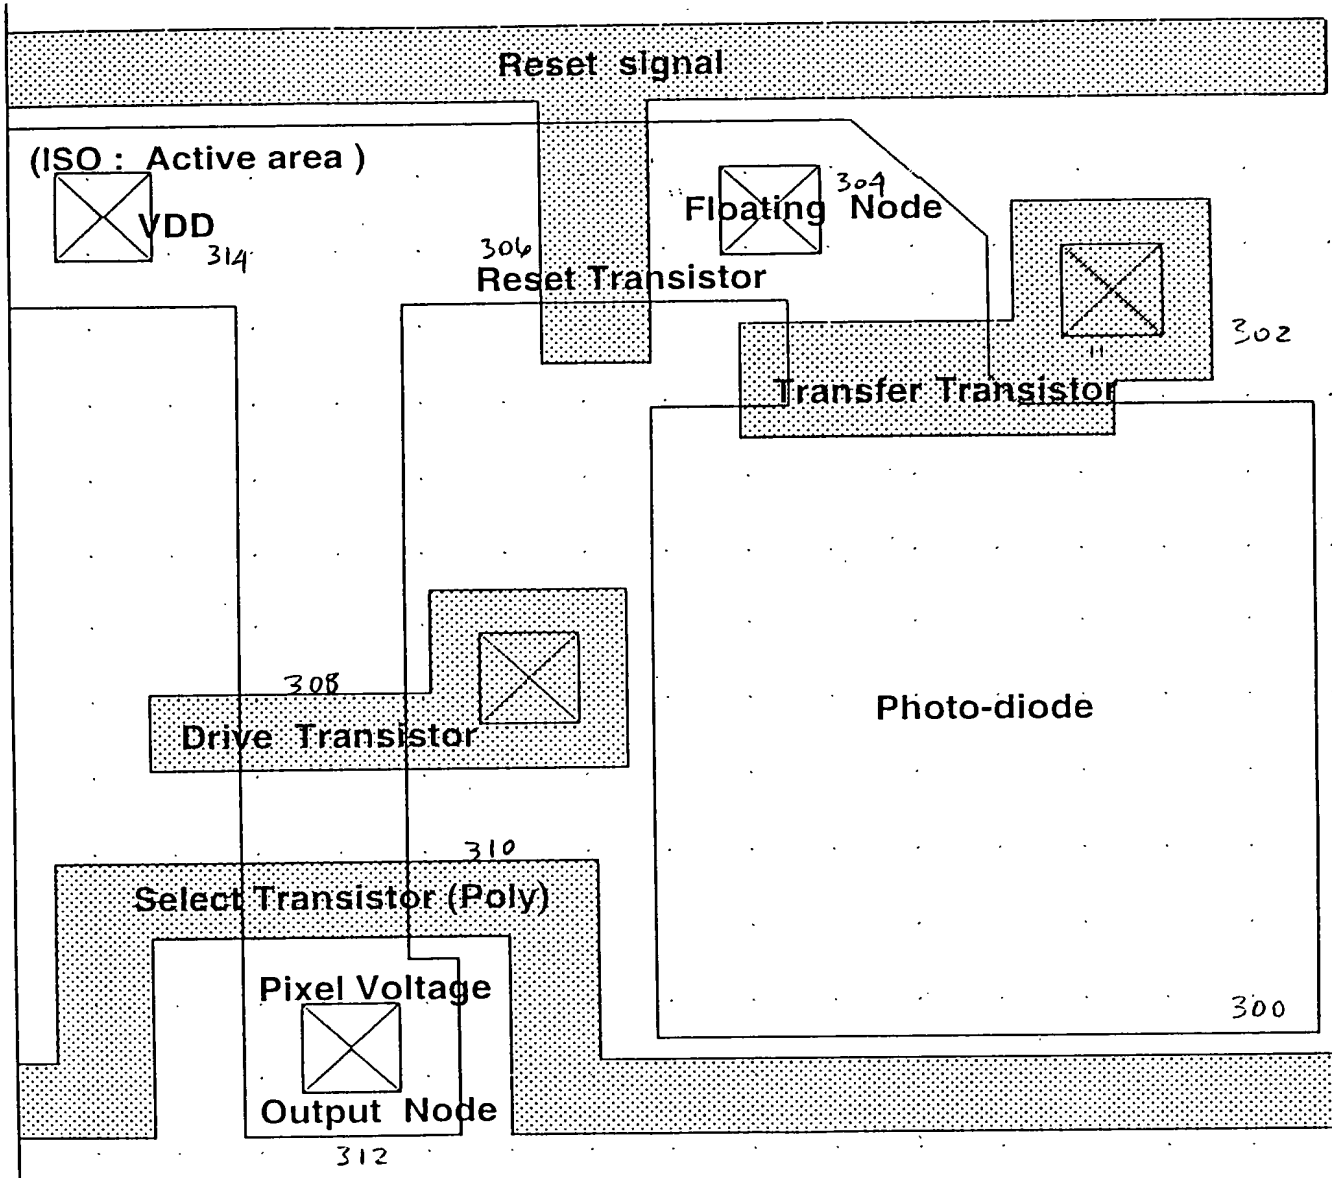 Reset signal
(ISO : Active area )
304
Floating Node
VDD
314
306
Reset Transistor
302
Transfer Transistor
308
Drive Transistor
Photo-diode
310
Select Transistor (Poly)
Pixel Voltage
300
Output Node
312